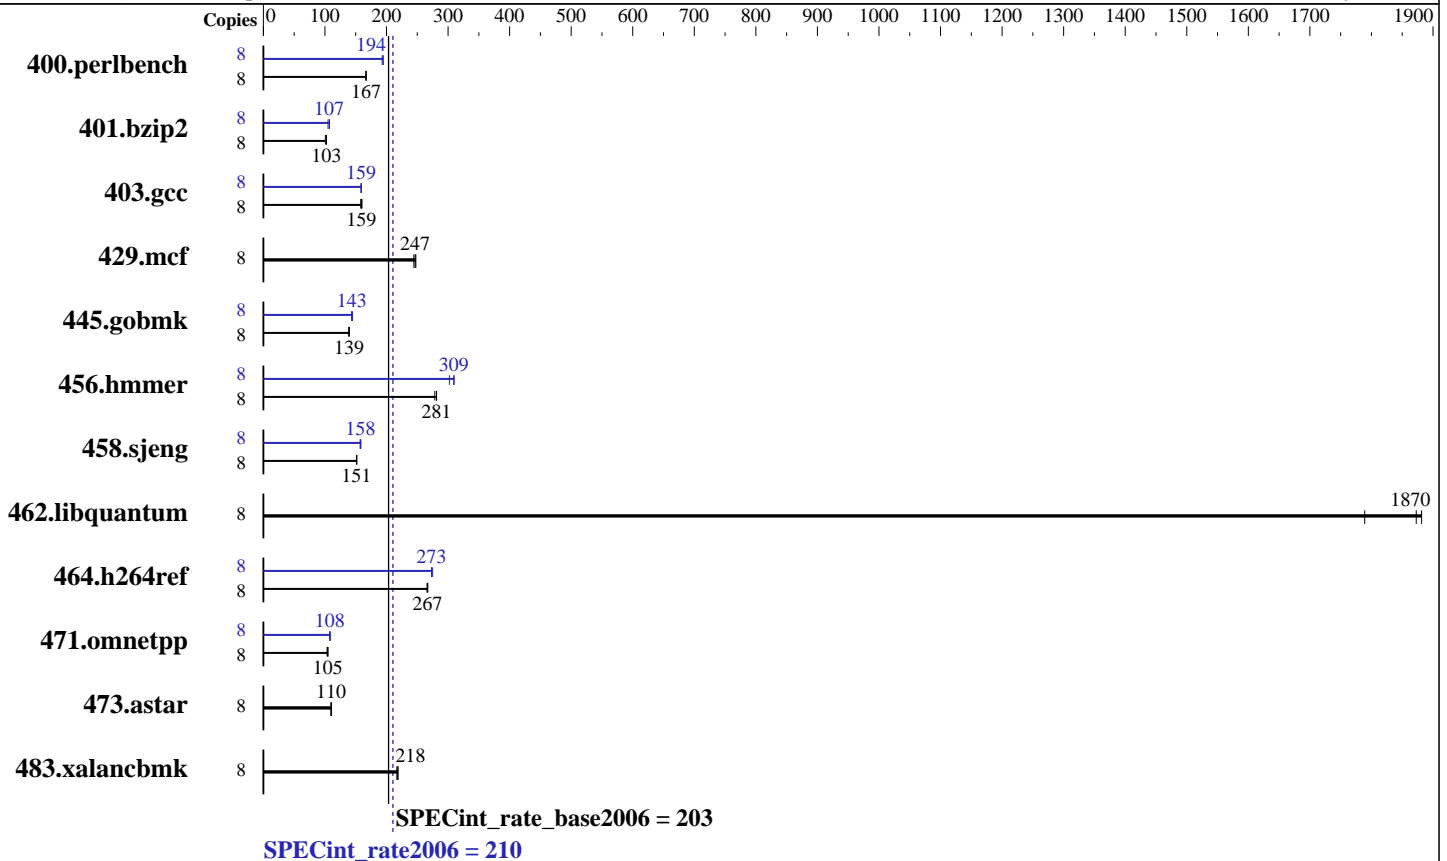 Copies 0 100 200 300 400 500 600 700 800 900 1000 1100 1200 1300 1400 1500 1600 1700 1900
400.perlbench 8 194
8 167
401.bzip2 8 107
8 103
403.gcc 8 159
8 159
429.mcf 8 247
445.gobmk 8 143
8 139
456.hmmer 8 309
8 281
458.sjeng 8 158
8 151
462.libquantum 8 1870
464.h264ref 8 273
8 267
471.omnetpp 8 108
8 105
473.astar 8 110
483.xalancbmk 8 218
SPECint_rate_base2006 = 203
SPECint_rate2006 = 210